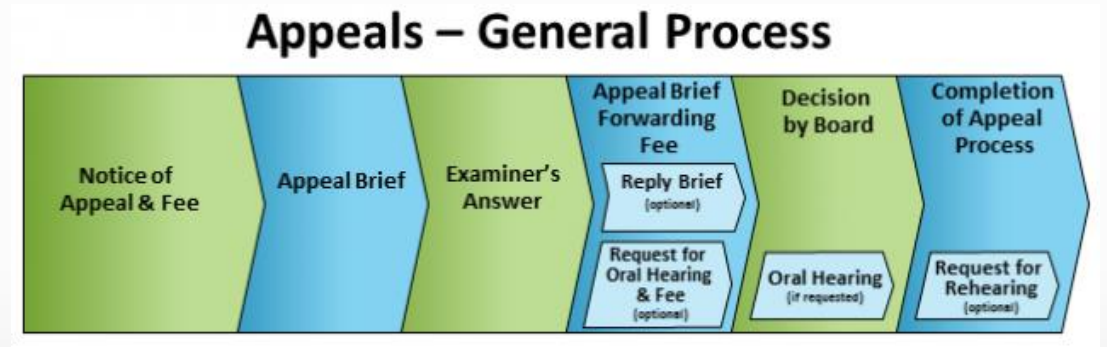 Appeals – General Process
Notice of
Appeal & Fee
Appeal Brief
Examiner's
Answer
Appeal Brief
Forwarding
Fee
Reply Brief
(optional)
Request for
Oral Hearing
& Fee
(optional)
Decision
by Board
Oral Hearing
(if requested)
Completion
of Appeal
Process
Request for
Rehearing
(optional)